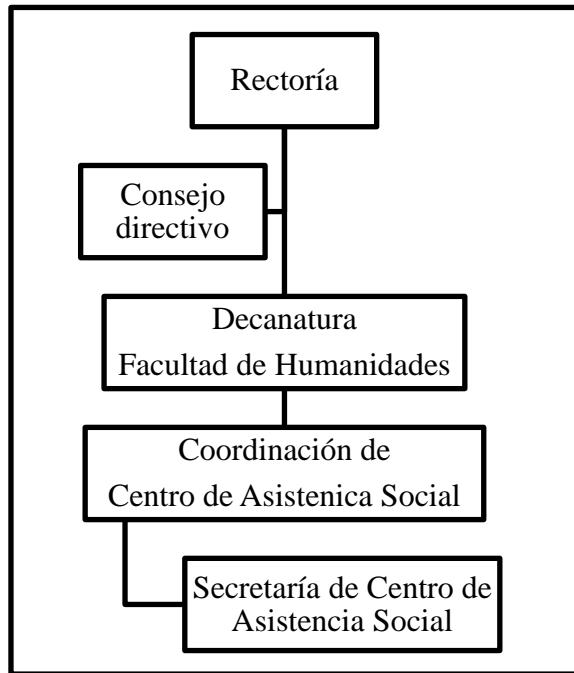 Rectoría
Consejo
directivo
Decanatura
Facultad de Humanidades
Coordinación de
Centro de Asistenica Social
Secretaría de Centro de
Asistencia Social